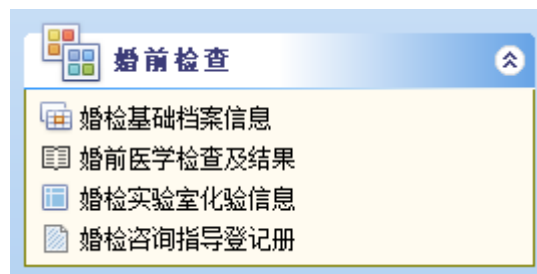 婚前检查
婚检基础档案信息
婚前医学检查及结果
婚检实验室化验信息
婚检咨询指导登记册